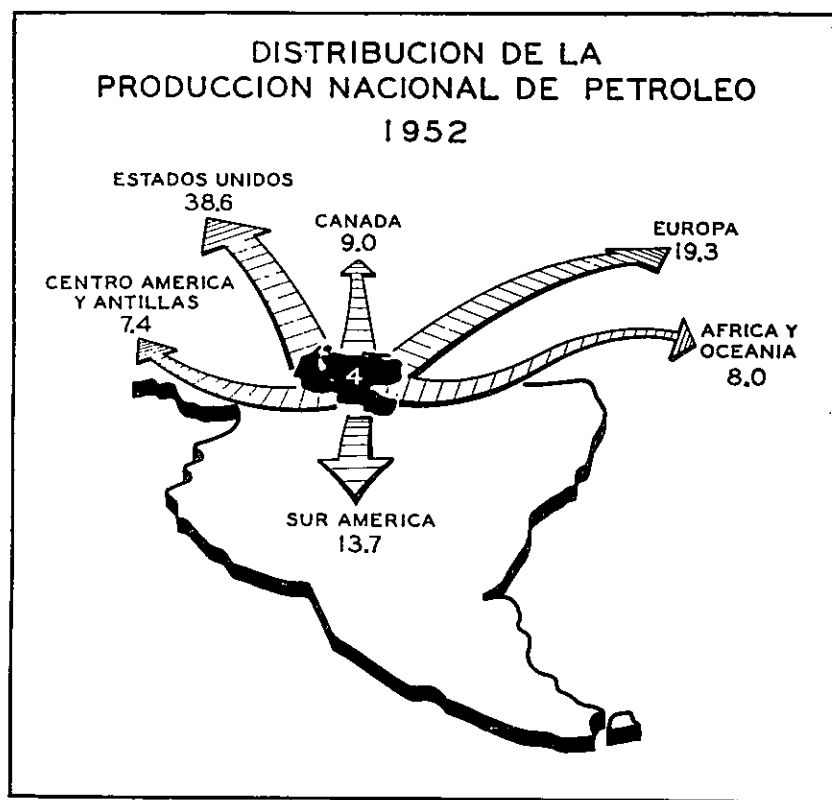 DISTRIBUCION DE LA
PRODUCCION NACIONAL DE PETROLEO
1952
ESTADOS UNIDOS
38.6
CANADA
9.0
EUROPA
19.3
CENTRO AMERICA
Y ANTILLAS
7.4
AFRICA Y
OCEANIA
8.0
4
SUR AMERICA
13.7